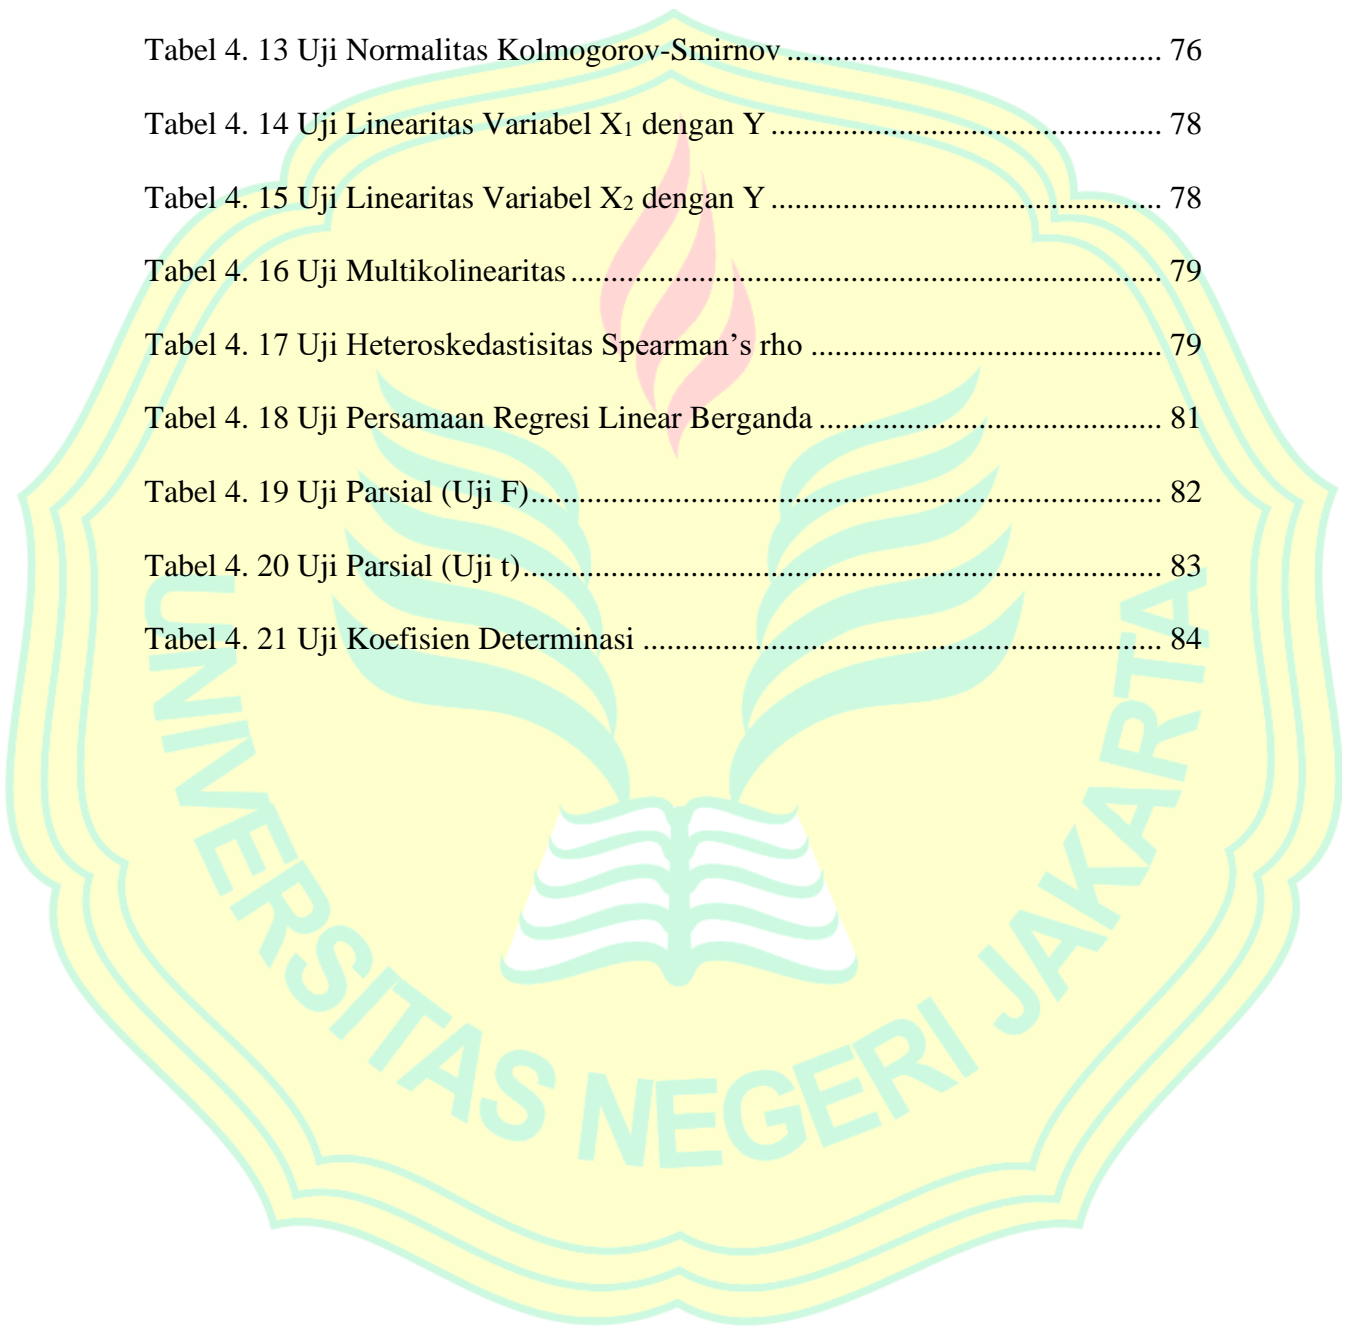 Tabel 4. 13 Uji Normalitas Kolmogorov-Smirnov ............................................... 76
Tabel 4. 14 Uji Linearitas Variabel X₁ dengan Y ................................................. 78
Tabel 4. 15 Uji Linearitas Variabel X₂ dengan Y ................................................. 78
Tabel 4. 16 Uji Multikolinearitas .......................................................................... 79
Tabel 4. 17 Uji Heteroskedastisitas Spearman’s rho ............................................ 79
Tabel 4. 18 Uji Persamaan Regresi Linear Berganda ........................................... 81
Tabel 4. 19 Uji Parsial (Uji F)............................................................................... 82
Tabel 4. 20 Uji Parsial (Uji t)................................................................................ 83
Tabel 4. 21 Uji Koefisien Determinasi ................................................................. 84
UNIVERSITAS NEGERI JAKARTA